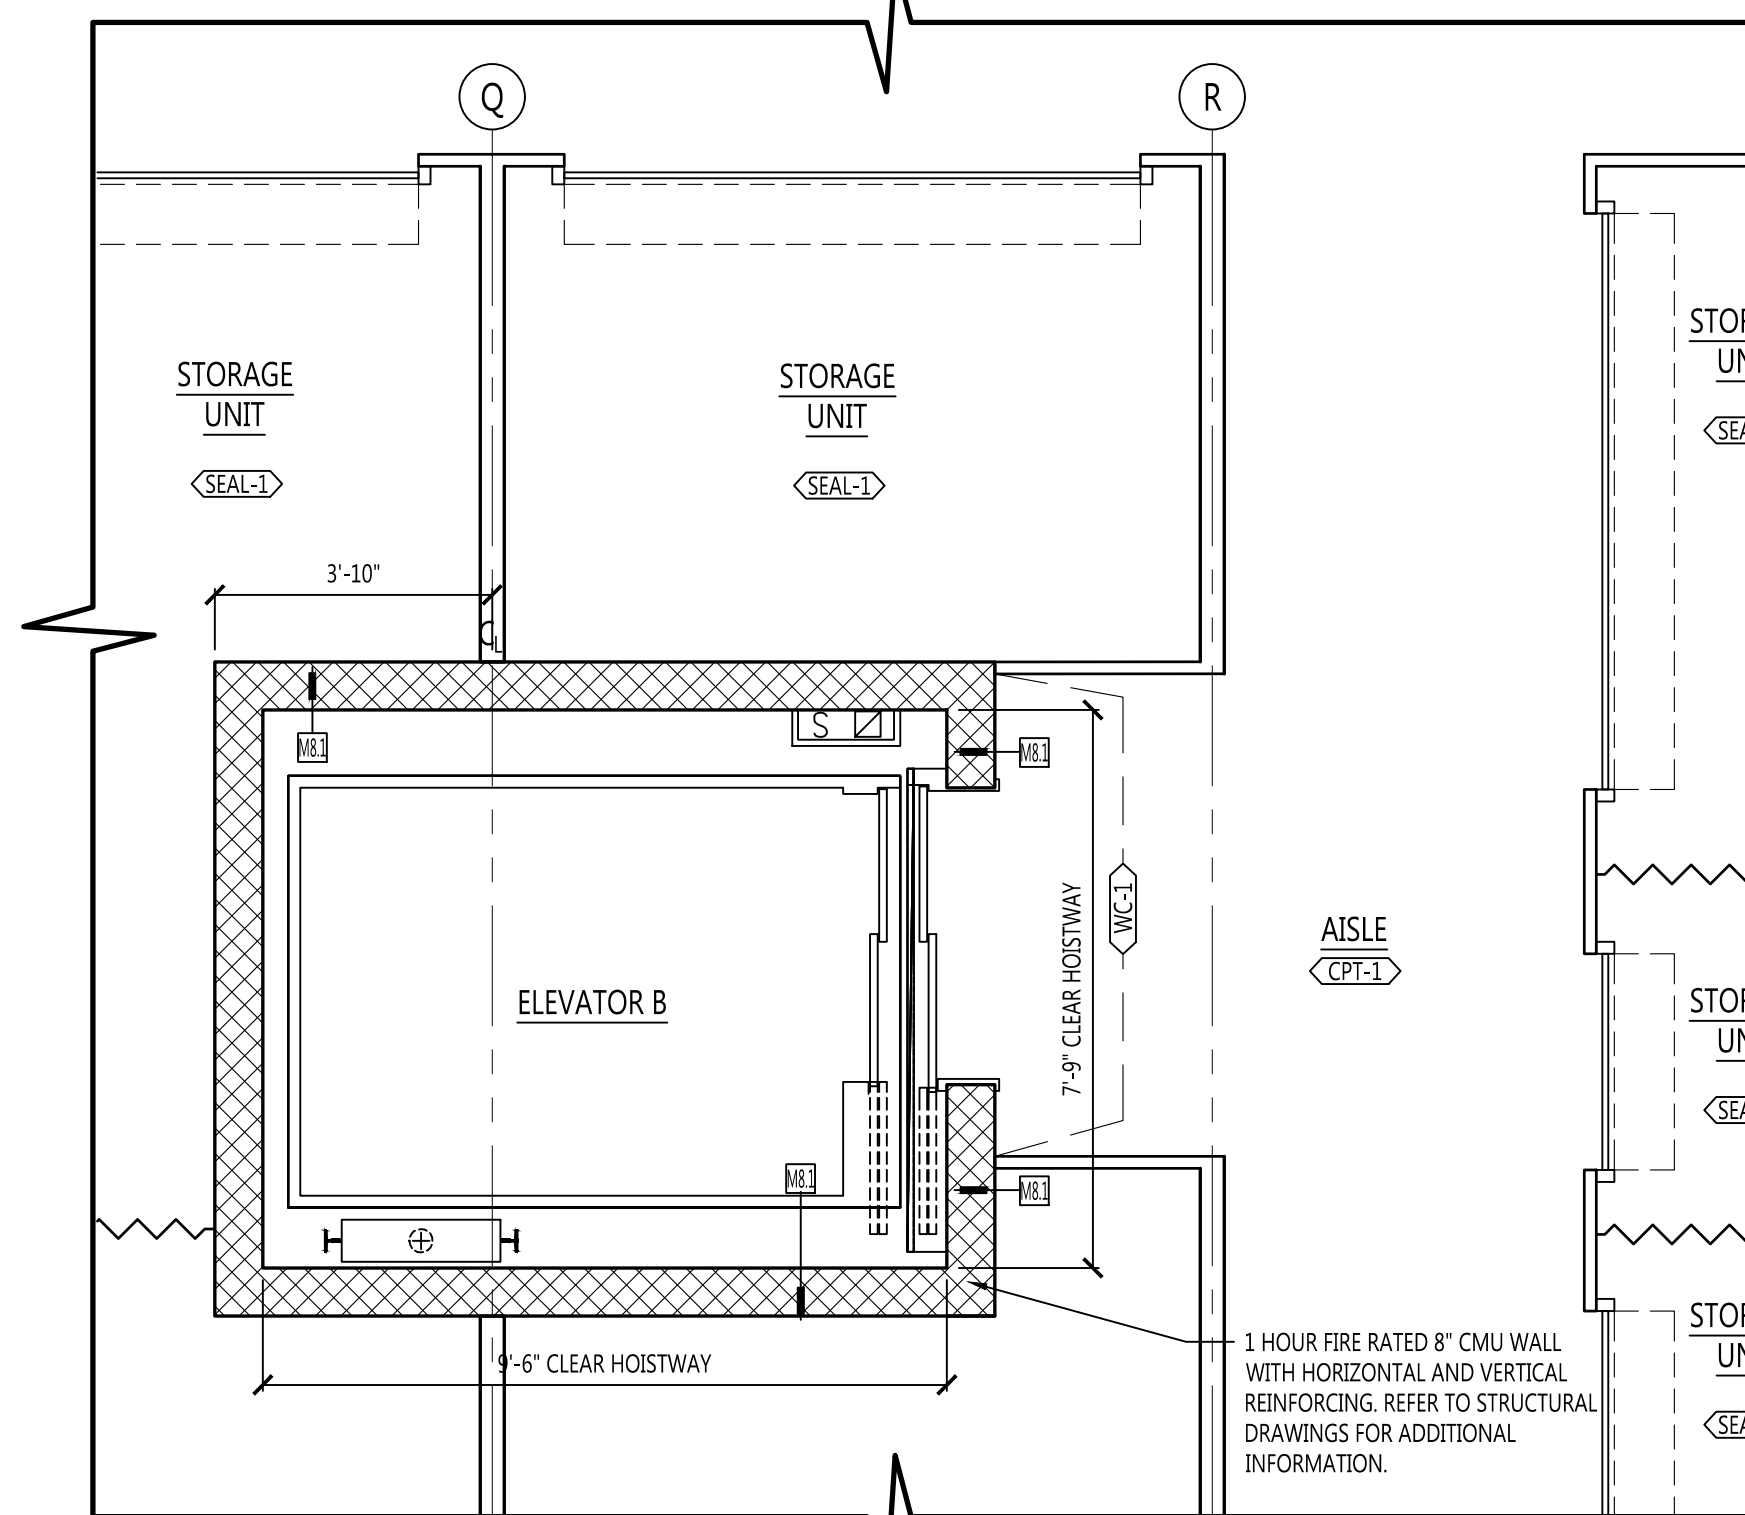 Q
R
STORAGE
UNIT
SEAL-1
STORAGE
UNIT
SEAL-1
3'-10"
CL
M8.1
S
M8.1
WC-1
7'-9" CLEAR HOISTWAY
AISLE
CPT-1
ELEVATOR B
M8.1
M8.1
9'-6" CLEAR HOISTWAY
1 HOUR FIRE RATED 8" CMU WALL
WITH HORIZONTAL AND VERTICAL
REINFORCING. REFER TO STRUCTURAL
DRAWINGS FOR ADDITIONAL
INFORMATION.